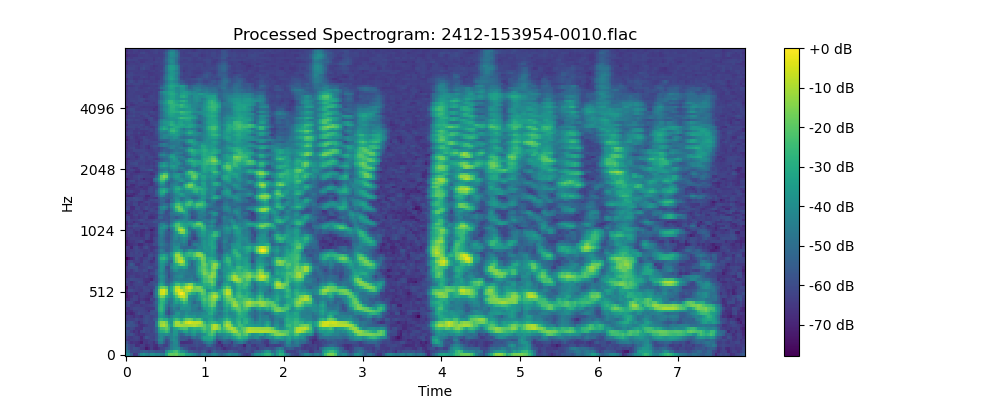 Processed Spectrogram: 2412-153954-0010.flac
+0 dB
-10 dB
4096
-20 dB
2048
-30 dB
Hz
1024
-40 dB
-50 dB
512
-60 dB
-70 dB
0
0 1 2 3 4 5 6 7
Time